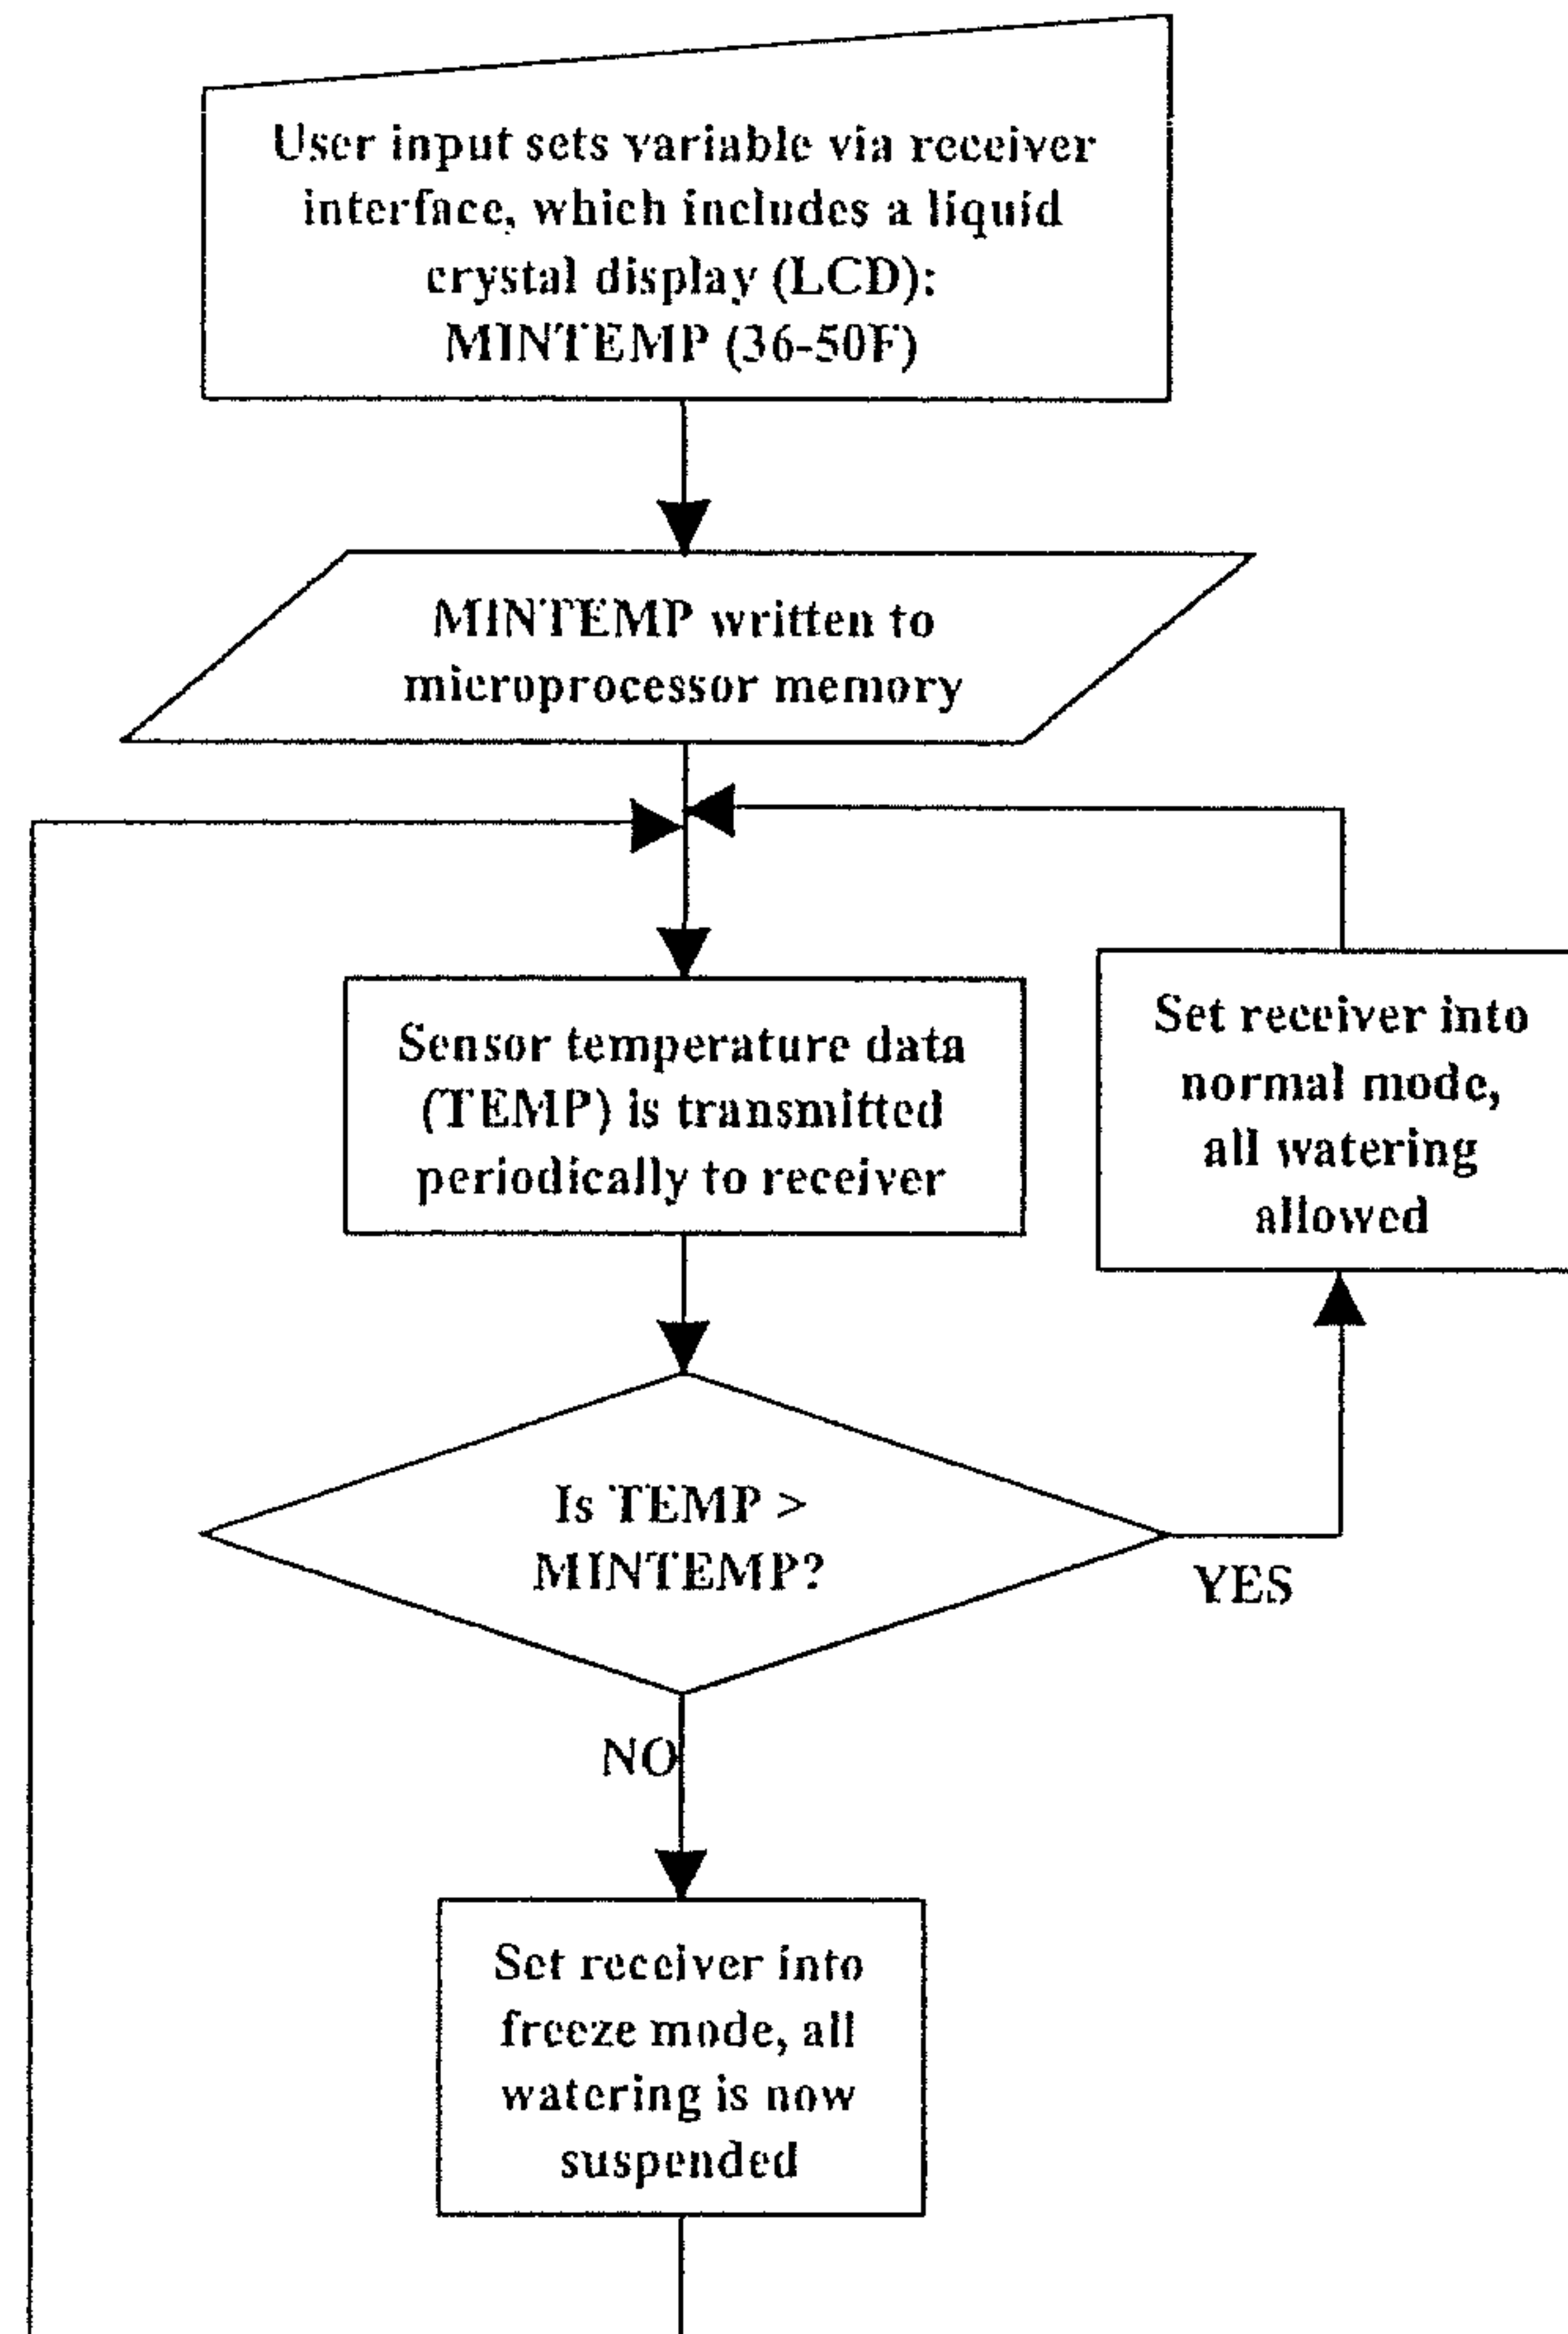 User input sets variable via receiver
interface, which includes a liquid
crystal display (LCD):
MINTEMP (36-50F)
MINTEMP written to
microprocessor memory
Sensor temperature data
(TEMP) is transmitted
periodically to receiver
Set receiver into
normal mode,
all watering
allowed
Is TEMP >
MINTEMP?
YES
NO
Set receiver into
freeze mode, all
watering is now
suspended